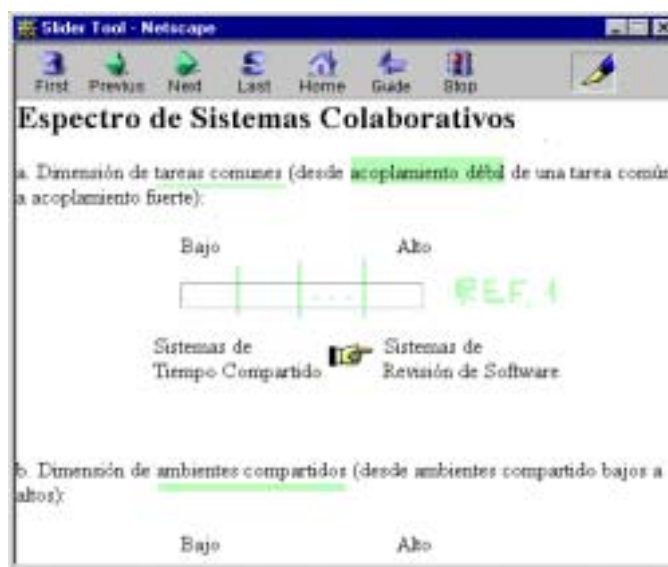 Slider Tool - Netscape
First Previus Next Last Home Guide Stop
Espectro de Sistemas Colaborativos
a. Dimensión de tareas comunes (desde acoplamiento débil de una tarea común
a acoplamiento fuerte):
Bajo Alto
... REF. 1
Sistemas de Sistemas de
Tiempo Compartido Revisión de Software
b. Dimensión de ambientes compartidos (desde ambientes compartido bajos a
altos):
Bajo Alto